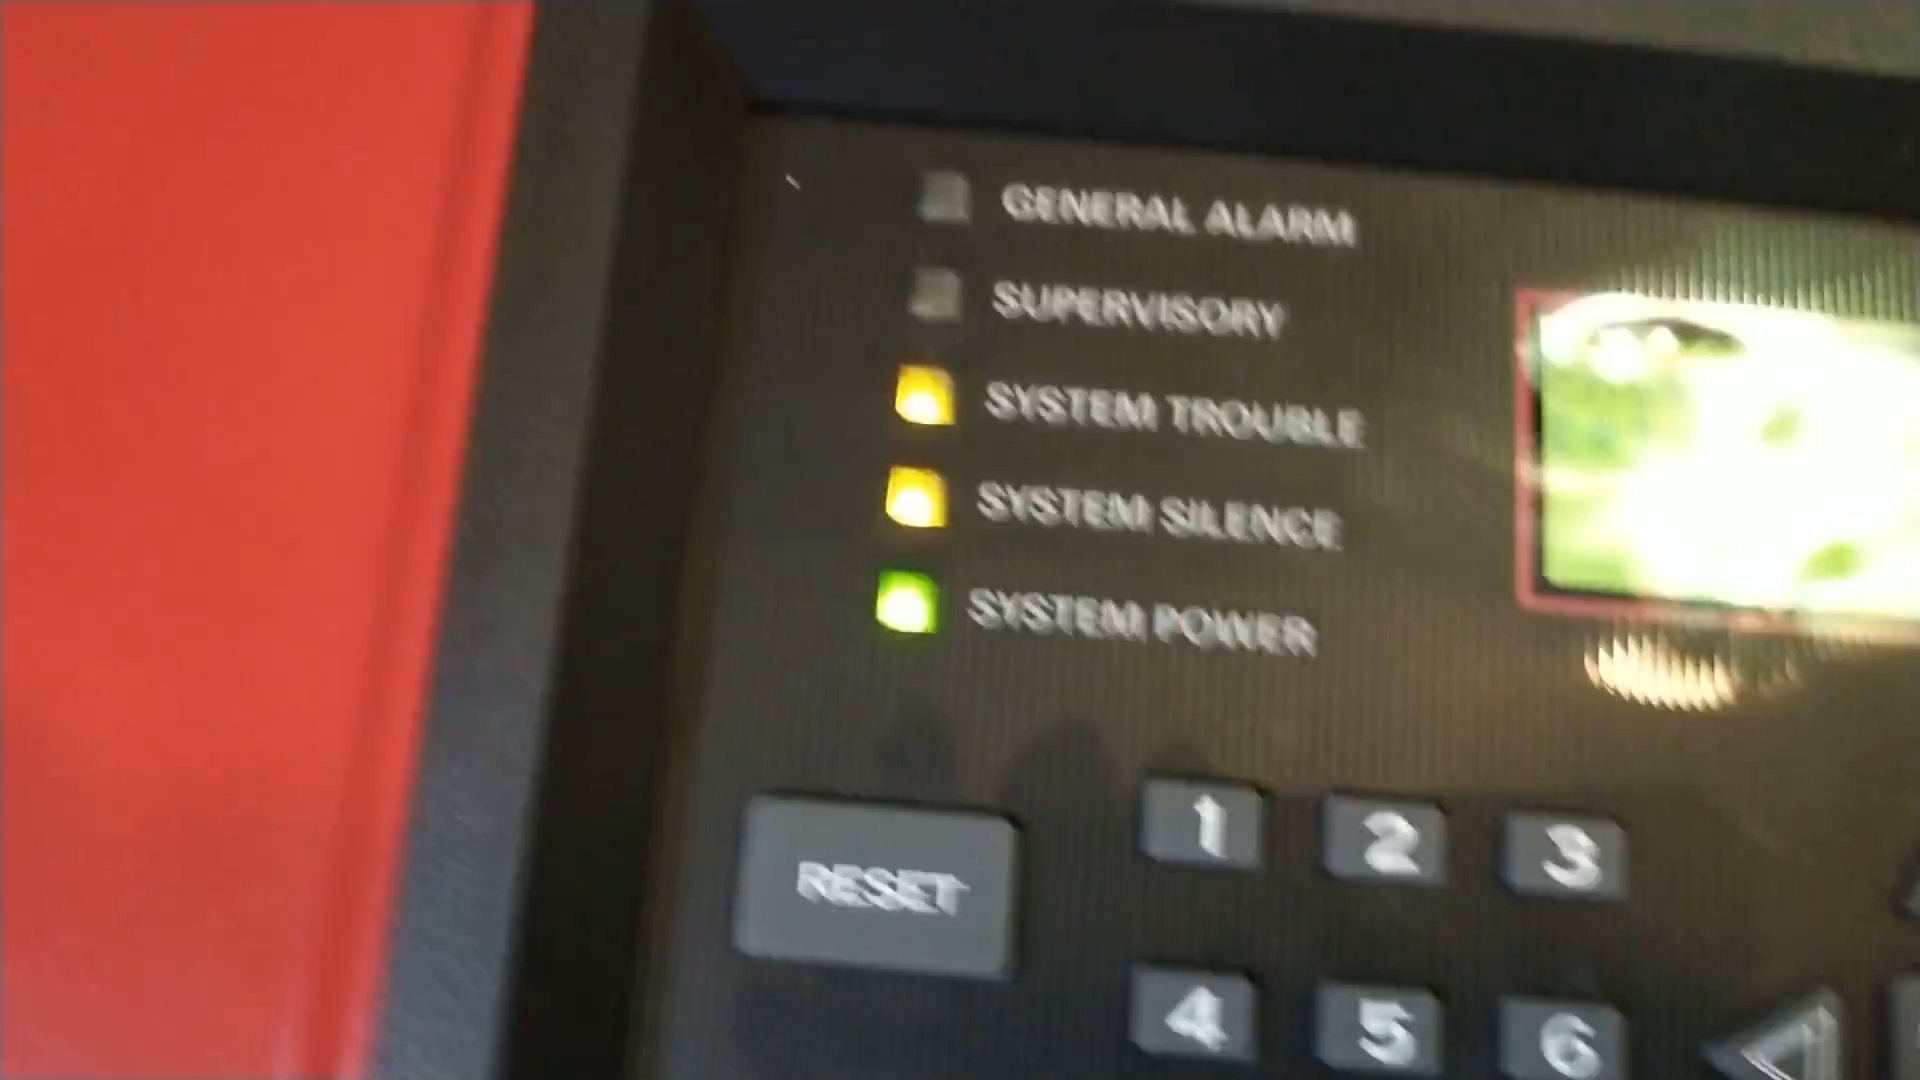 GENERAL ALARM
SUPERVISORY
SYSTEM TROUBLE
SYSTEM SILENCE
SYSTEM POWER
RESET
1 2 3
4 5 6